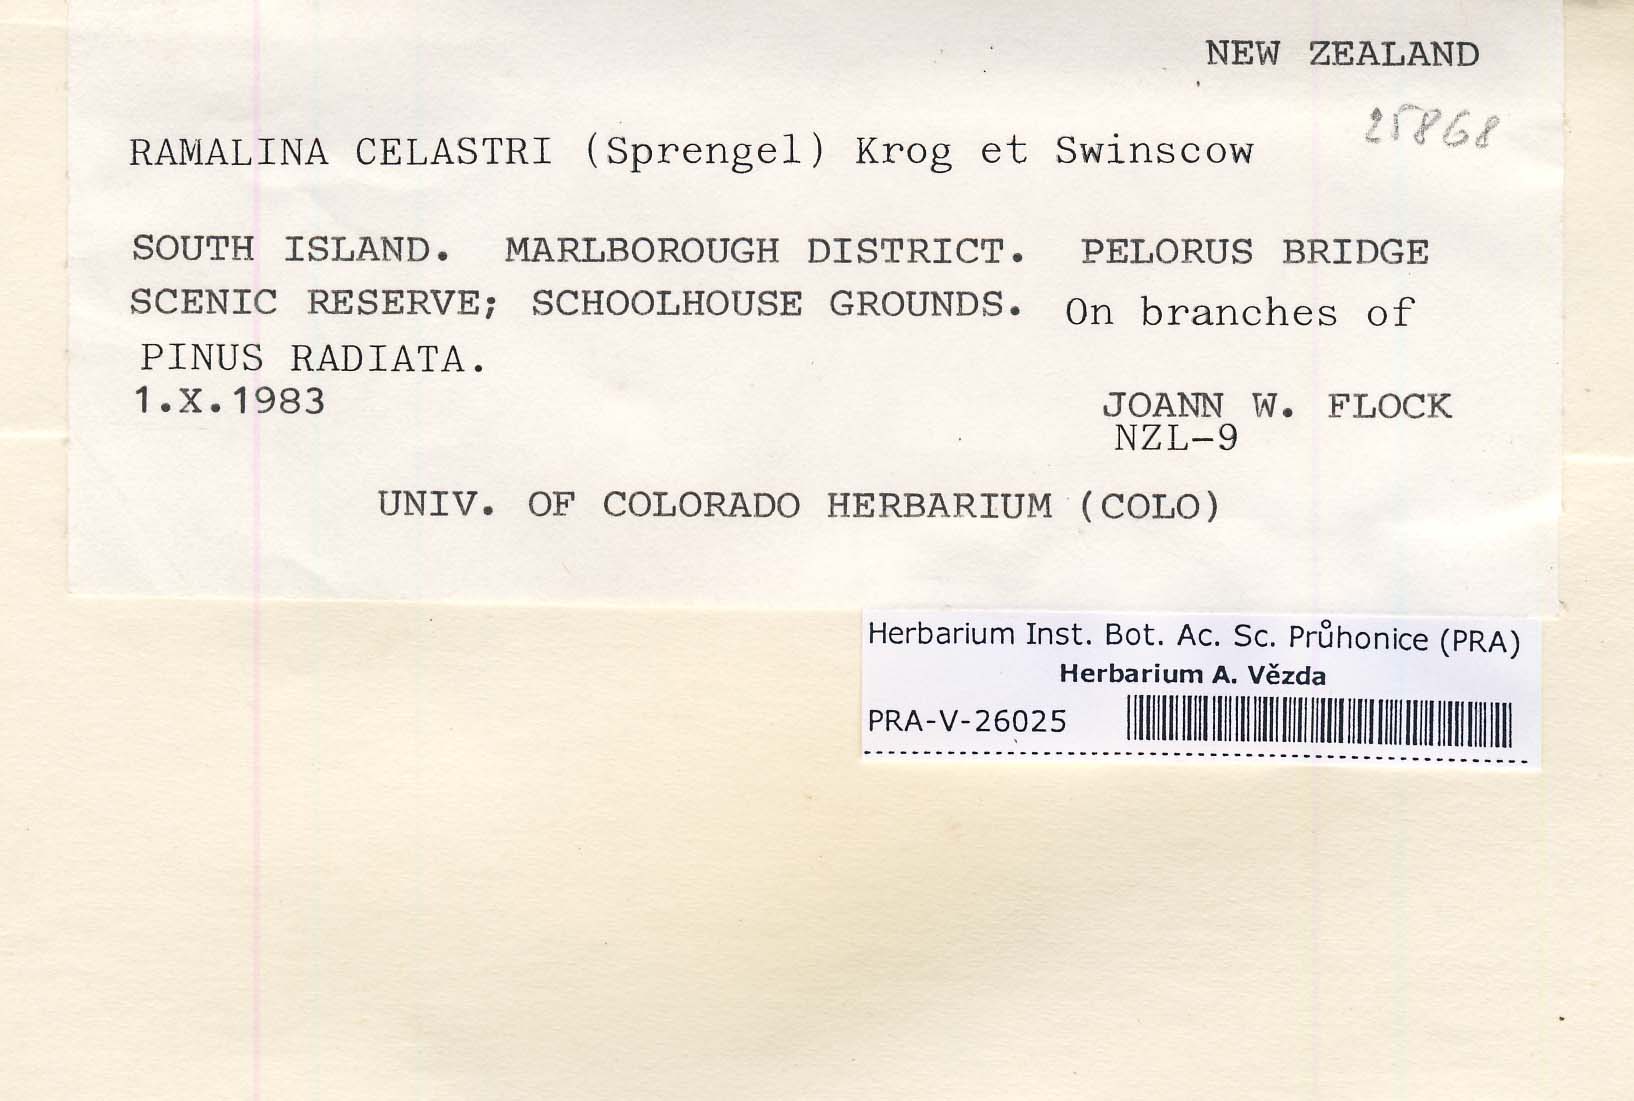 NEW ZEALAND
25868
RAMALINA CELASTRI (Sprengel) Krog et Swinscow
SOUTH ISLAND. MARLBOROUGH DISTRICT. PELORUS BRIDGE
SCENIC RESERVE; SCHOOLHOUSE GROUNDS. On branches of
PINUS RADIATA.
1.X.1983 JOANN W. FLOCK
NZL-9
UNIV. OF COLORADO HERBARIUM (COLO)
Herbarium Inst. Bot. Ac. Sc. Průhonice (PRA)
Herbarium A. Vězda
PRA-V-26025